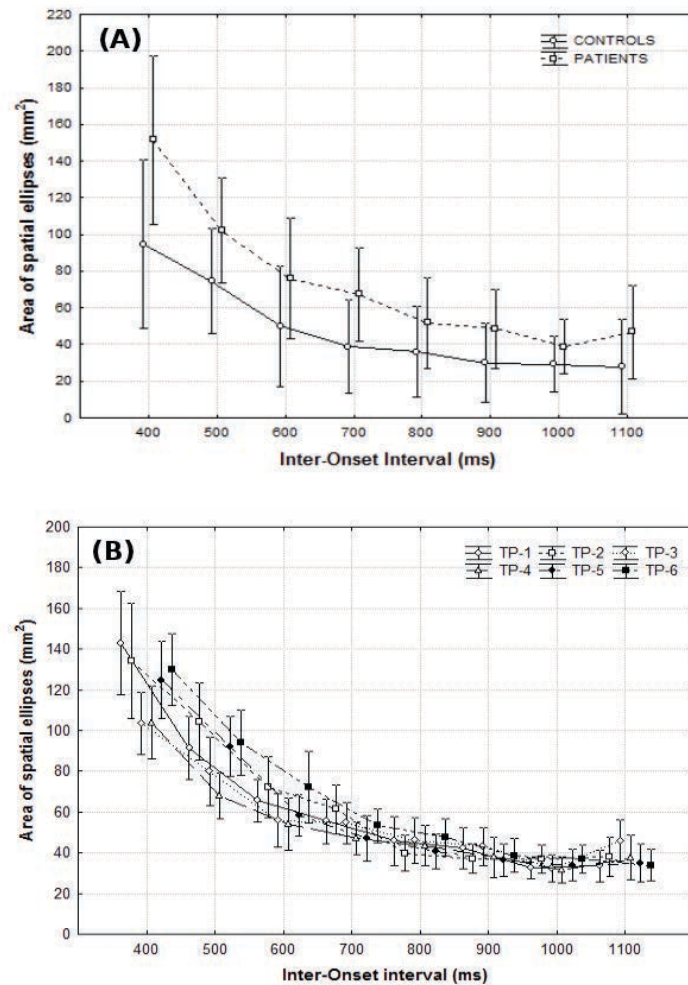 (A)
CONTROLS
PATIENTS
Area of spatial ellipses (mm²)
220
200
180
160
140
120
100
80
60
40
20
0
400 500 600 700 800 900 1000 1100
Inter-Onset Interval (ms)
(B)
TP-1 TP-2 TP-3
TP-4 TP-5 TP-6
Area of spatial ellipses (mm²)
200
180
160
140
120
100
80
60
40
20
0
400 500 600 700 800 900 1000 1100
Inter-Onset interval (ms)